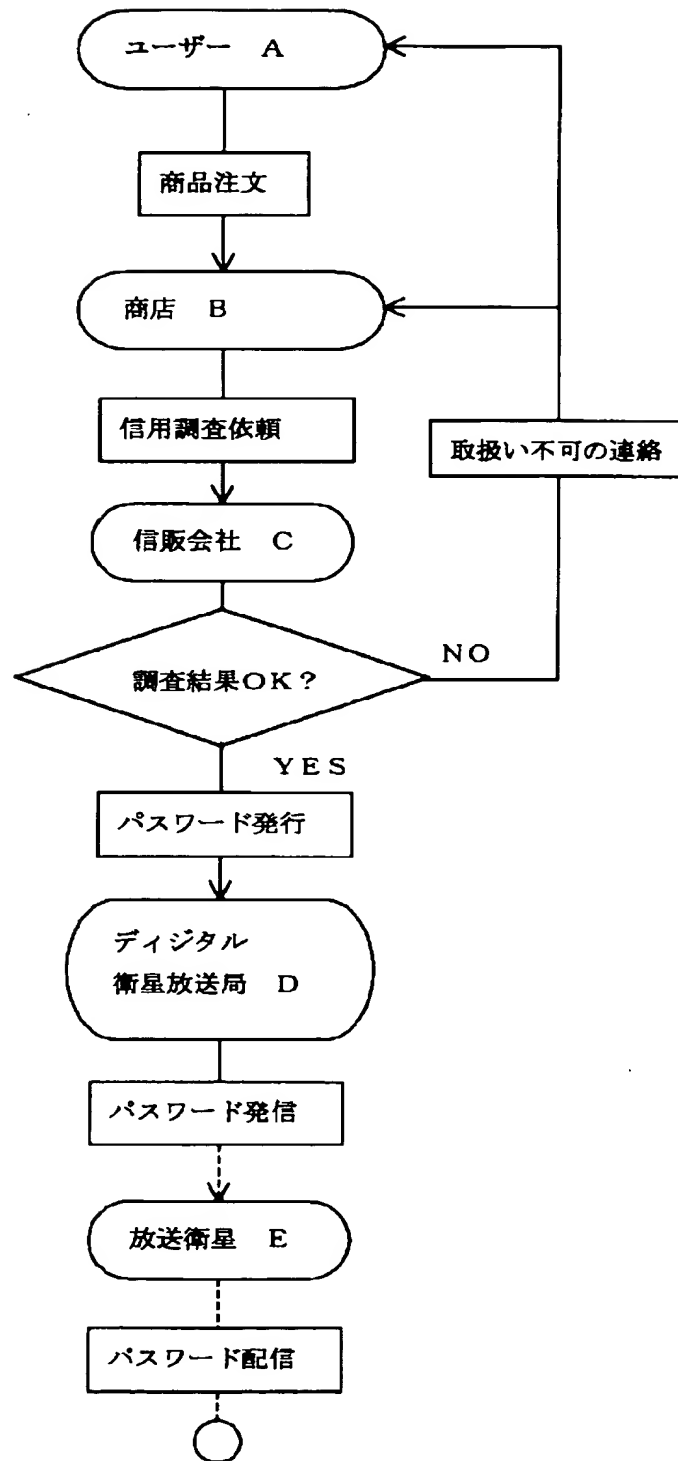 ユーザー A
商品注文
商店 B
信用調査依頼
取扱い不可の連絡
信販会社 C
調査結果OK?
NO
YES
パスワード発行
ディジタル
衛星放送局 D
パスワード発信
放送衛星 E
パスワード配信